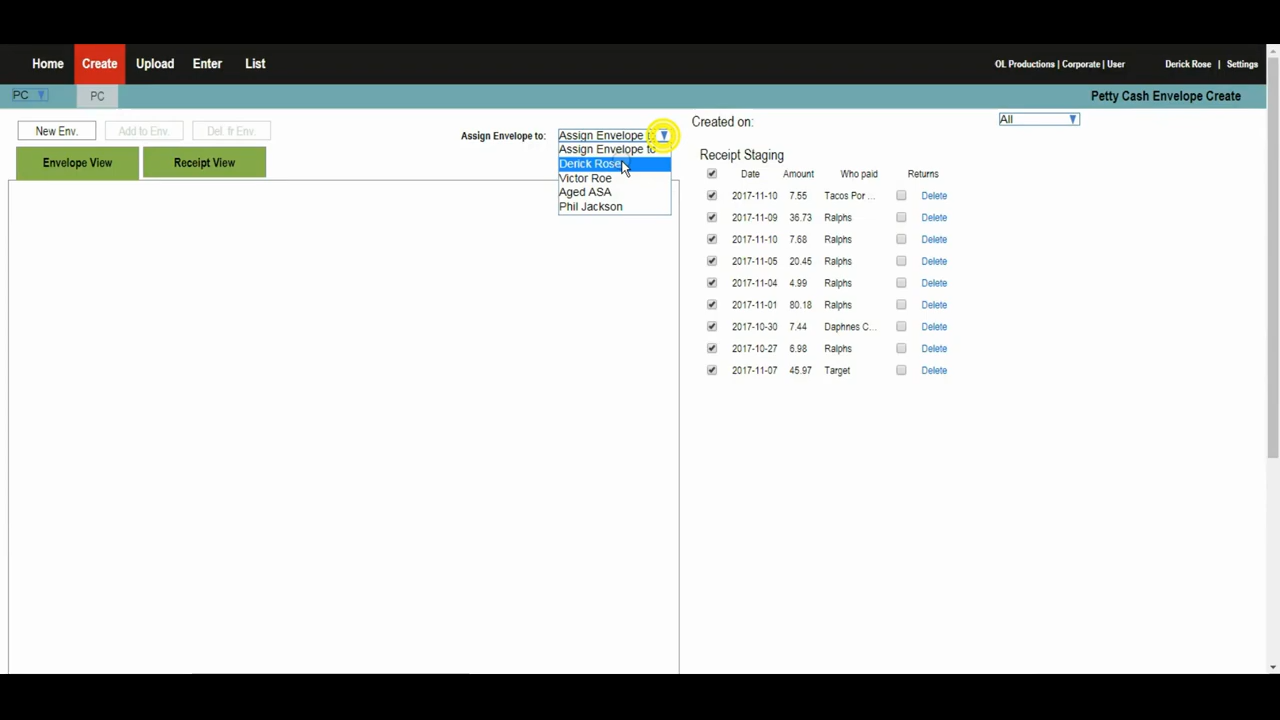 Home Create Upload Enter List OL Productions | Corporate | User Derick Rose | Settings
PC PC Petty Cash Envelope Create
New Env. Add to Env. Del. fr Env. Assign Envelope to: Assign Envelope to Created on: All
Assign Envelope to
Derick Rose
Victor Roe
Aged ASA
Phil Jackson
Envelope View Receipt View
Receipt Staging
Date Amount Who paid Returns
2017-11-10 7.55 Tacos Por ... Delete
2017-11-09 36.73 Ralphs Delete
2017-11-10 7.68 Ralphs Delete
2017-11-05 20.45 Ralphs Delete
2017-11-04 4.99 Ralphs Delete
2017-11-01 80.18 Ralphs Delete
2017-10-30 7.44 Daphnes C... Delete
2017-10-27 6.98 Ralphs Delete
2017-11-07 45.97 Target Delete